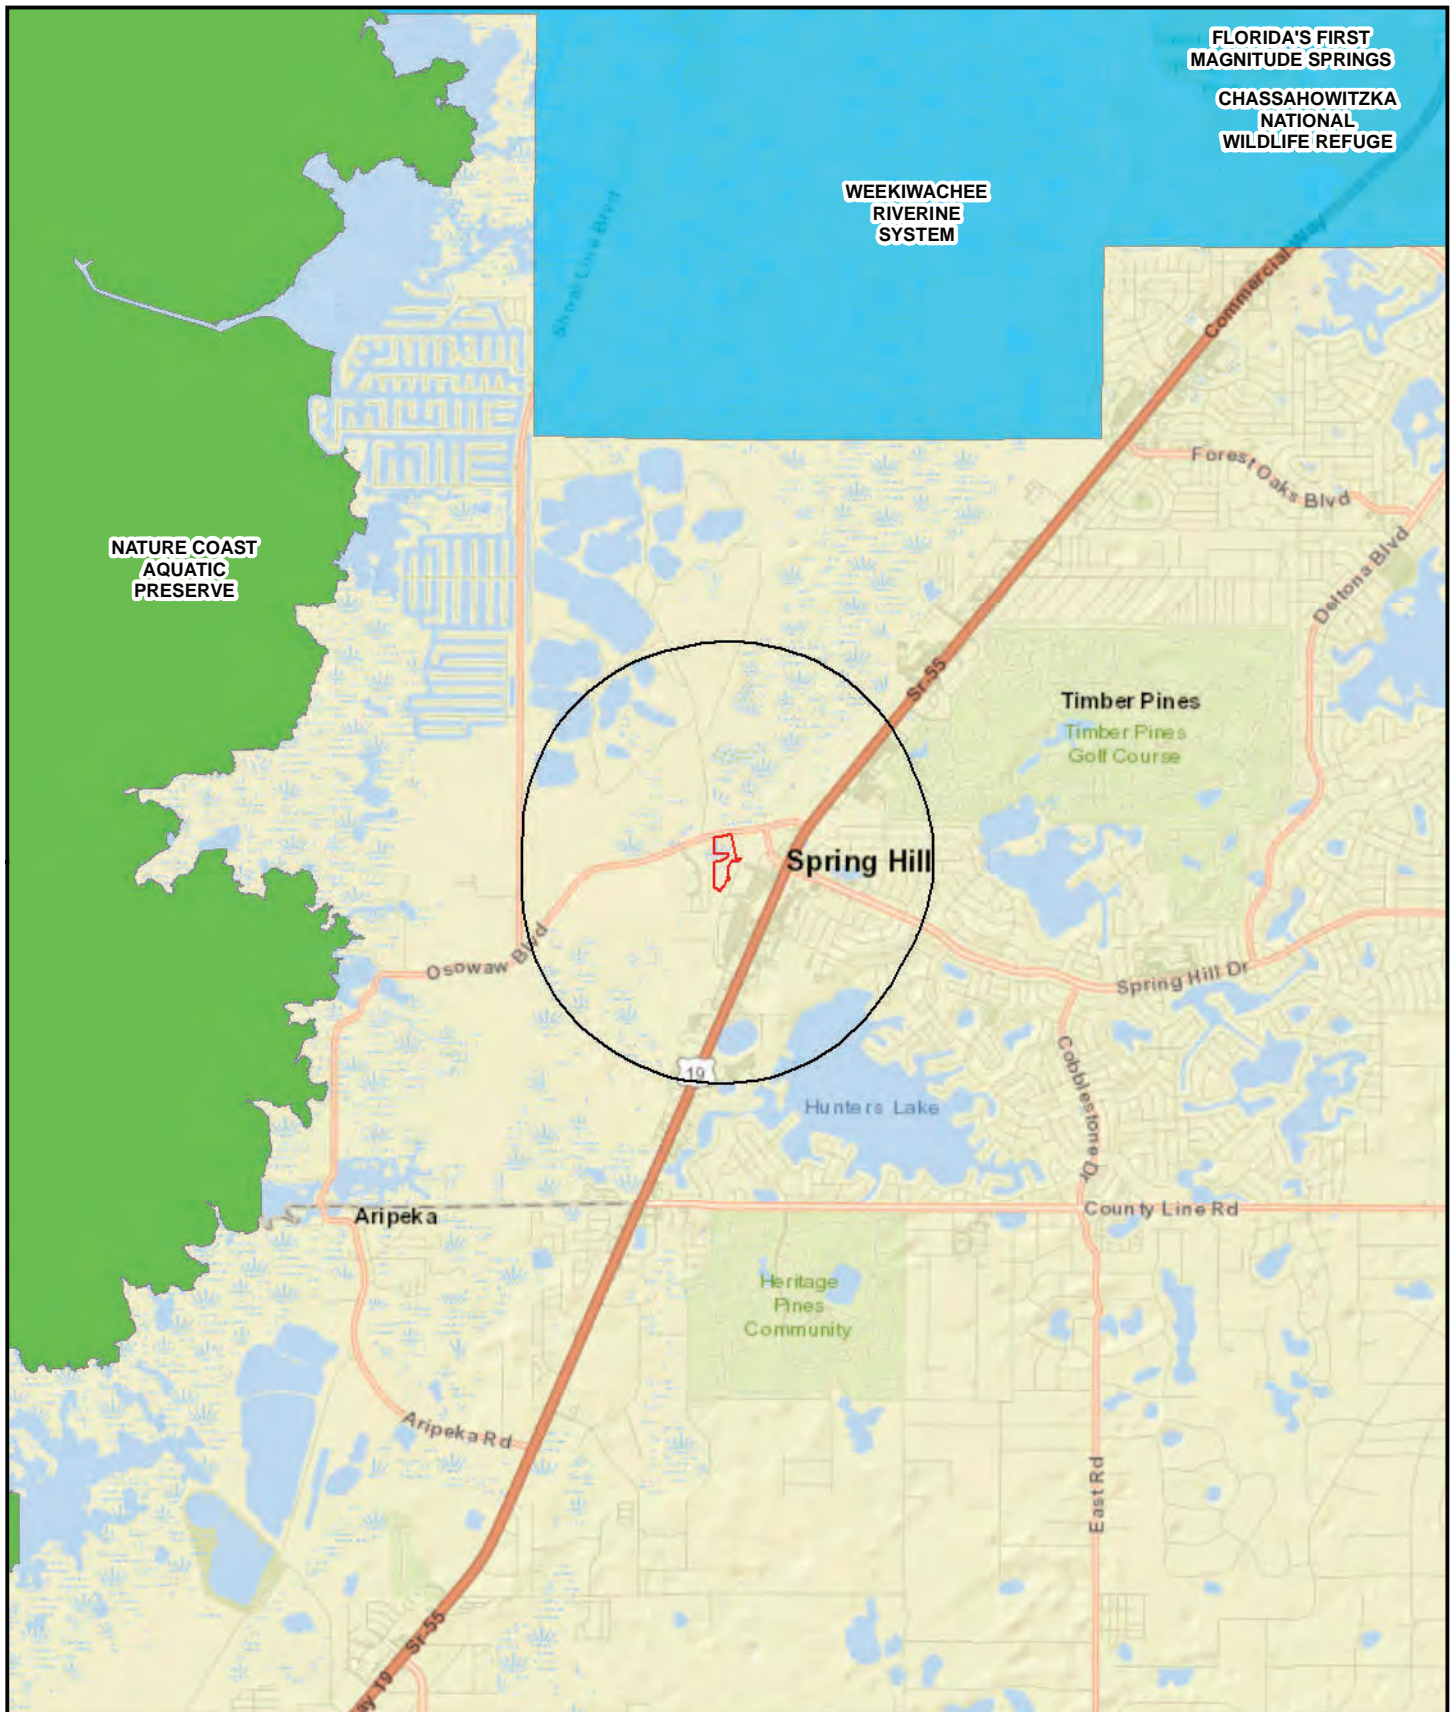 FLORIDA'S FIRST
MAGNITUDE SPRINGS
CHASSAHOWITZKA
NATIONAL
WILDLIFE REFUGE
WEEKIWACHEE
RIVERINE
SYSTEM
Shoal Line Blvd
Commercial Way
Forest Oaks Blvd
Deltona Blvd
NATURE COAST
AQUATIC
PRESERVE
Sr-55
Timber Pines
Timber Pines
Golf Course
Spring Hill
Osowaw Blvd
Spring Hill Dr
19
Cobblestone Dr
Hunters Lake
Aripeka
County Line Rd
Heritage
Pines
Community
Aripeka Rd
East Rd
Sr-55
ay 19